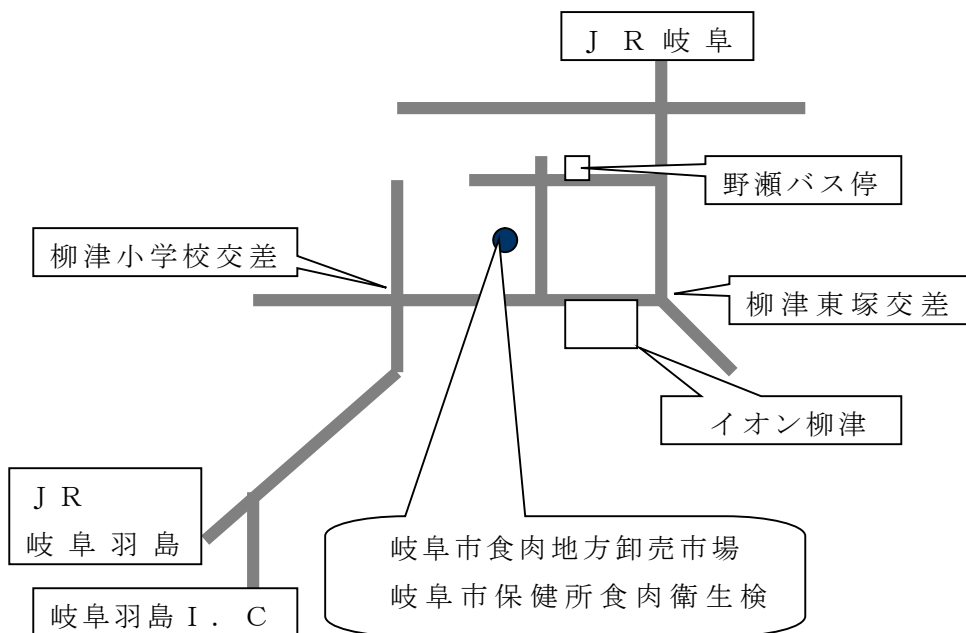 ＪＲ岐阜
野瀬バス停
柳津小学校交差
柳津東塚交差
イオン柳津
ＪＲ
岐阜羽島
岐阜市食肉地方卸売市場
岐阜市保健所食肉衛生検
岐阜羽島Ｉ．Ｃ